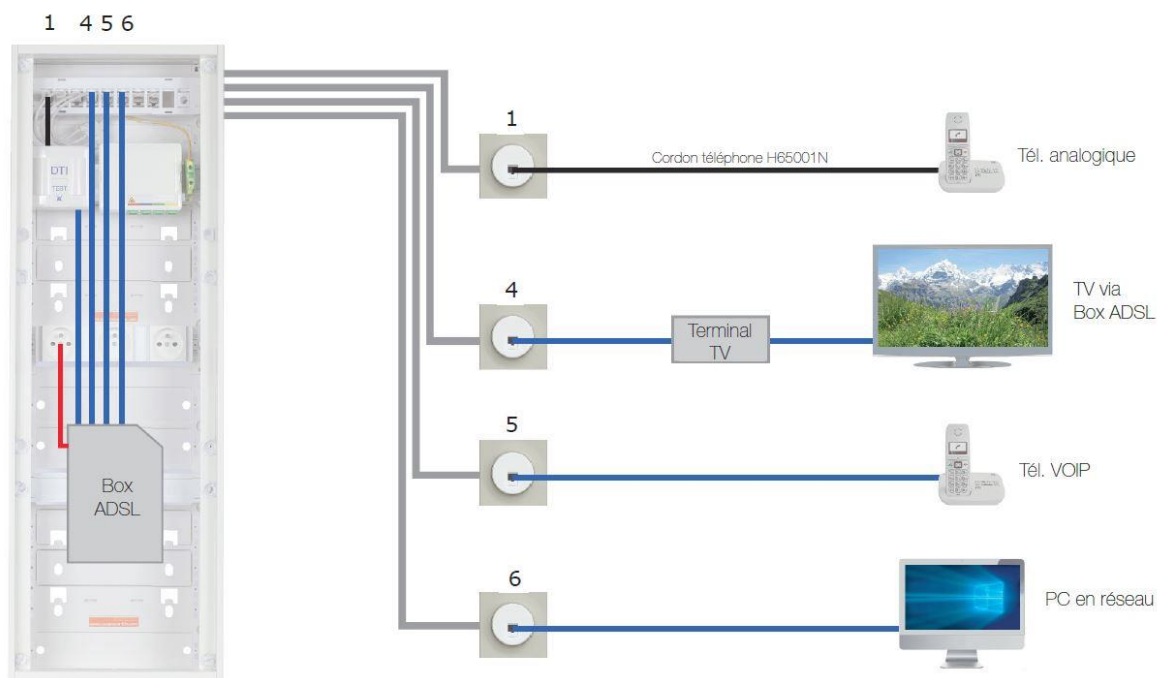 1 4 5 6
DTI
TEST
Box
ADSL
1
Cordon téléphone H65001N
Tél. analogique
4
Terminal
TV
TV via
Box ADSL
5
Tél. VOIP
6
PC en réseau